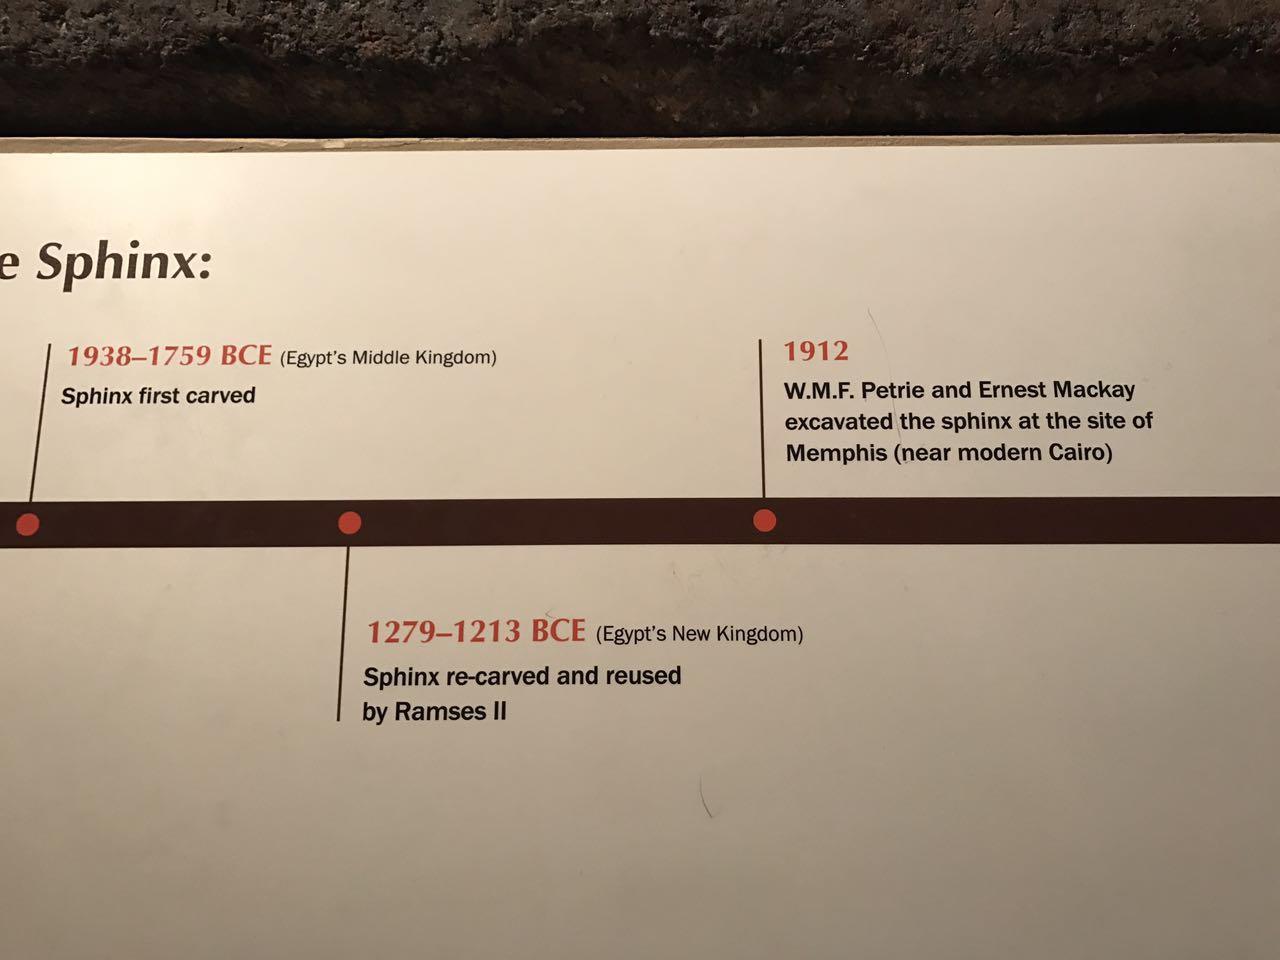 e Sphinx:
1938–1759 BCE (Egypt's Middle Kingdom)
Sphinx first carved
1912
W.M.F. Petrie and Ernest Mackay
excavated the sphinx at the site of
Memphis (near modern Cairo)
1279–1213 BCE (Egypt's New Kingdom)
Sphinx re-carved and reused
by Ramses II